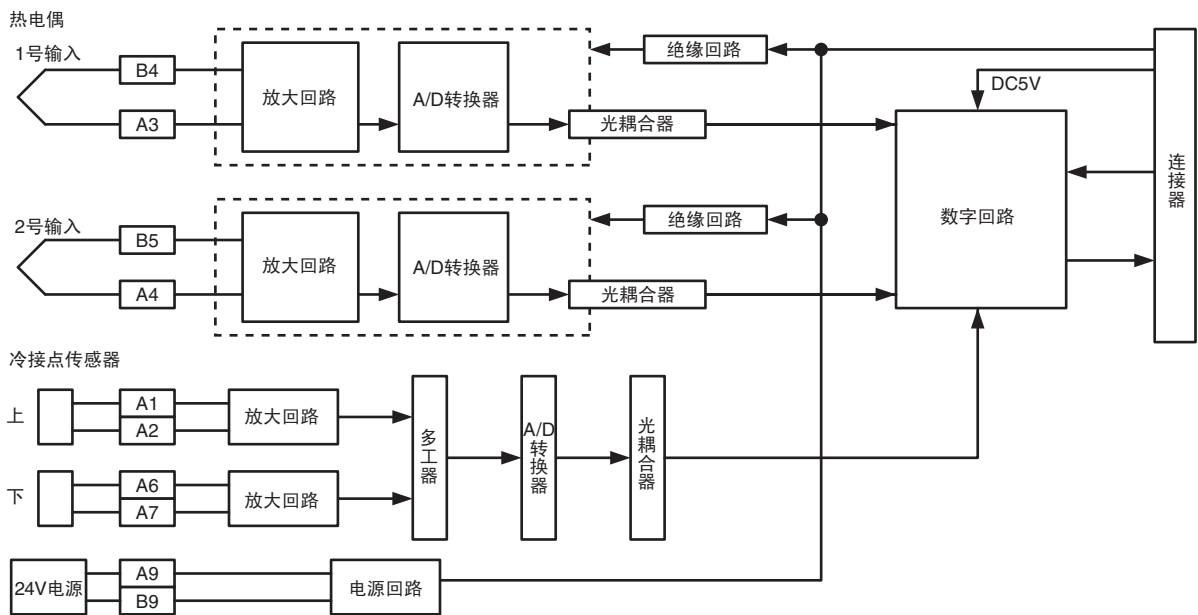 热电偶
1号输入
B4
A3
放大回路
A/D转换器
绝缘回路
光耦合器
DC5V
数字回路
连接器
2号输入
B5
A4
放大回路
A/D转换器
绝缘回路
光耦合器
冷接点传感器
上
A1
A2
放大回路
下
A6
A7
放大回路
多工器
A/D
转换器
光耦合器
24V电源
A9
B9
电源回路